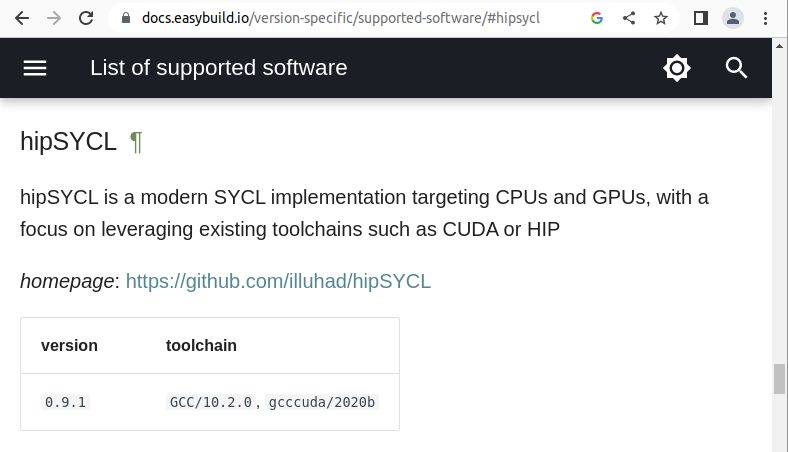 docs.easybuild.io/version-specific/supported-software/#hipsycl
List of supported software
hipSYCL ¶
hipSYCL is a modern SYCL implementation targeting CPUs and GPUs, with a
focus on leveraging existing toolchains such as CUDA or HIP
homepage: https://github.com/illuhad/hipSYCL
version toolchain
0.9.1 GCC/10.2.0, gcccuda/2020b